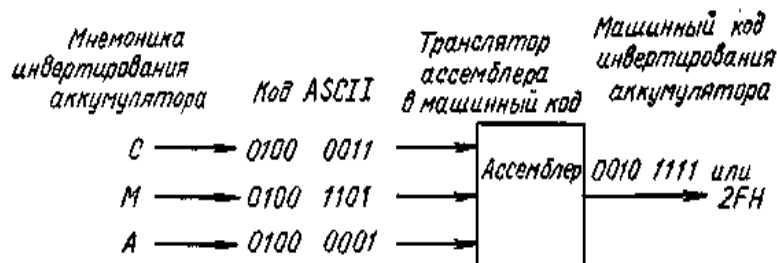 Мнемоника
инвертирования
аккумулятора
Код ASCII
Транслятор
ассемблера
в машинный код
Машинный код
инвертирования
аккумулятора
C 0100 0011
M 0100 1101
A 0100 0001
Ассемблер
0010 1111 или
2FH